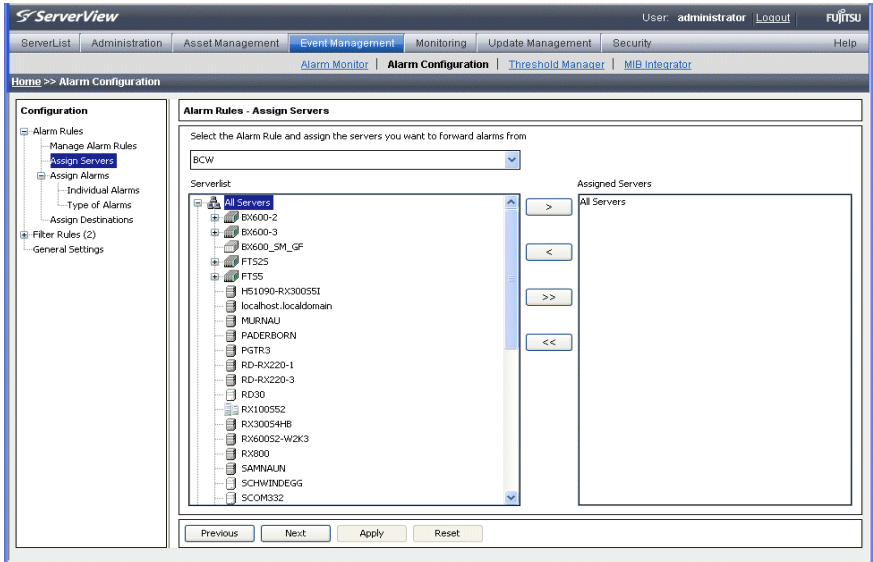 ServerView User: administrator Logout FUJITSU
ServerList Administration Asset Management Event Management Monitoring Update Management Security Help
Alarm Monitor | Alarm Configuration | Threshold Manager | MIB Integrator
Home >> Alarm Configuration
Configuration
Alarm Rules
Manage Alarm Rules
Assign Servers
Assign Alarms
Individual Alarms
Type of Alarms
Assign Destinations
Filter Rules (2)
General Settings
Alarm Rules - Assign Servers
Select the Alarm Rule and assign the servers you want to forward alarms from
BCW
Serverlist
All Servers
BX600-2
BX600-3
BX600_SM_GF
FTS2S
FTS5
H51090-RX300S5I
localhost.localdomain
MURNAU
PADERBORN
PGTR3
RD-RX220-1
RD-RX220-3
RD30
RX100S52
RX300S4HB
RX600S2-W2K3
RX800
SAMNAUN
SCHWINDEGG
SCOM332
>
<
>>
<<
Assigned Servers
All Servers
Previous Next Apply Reset